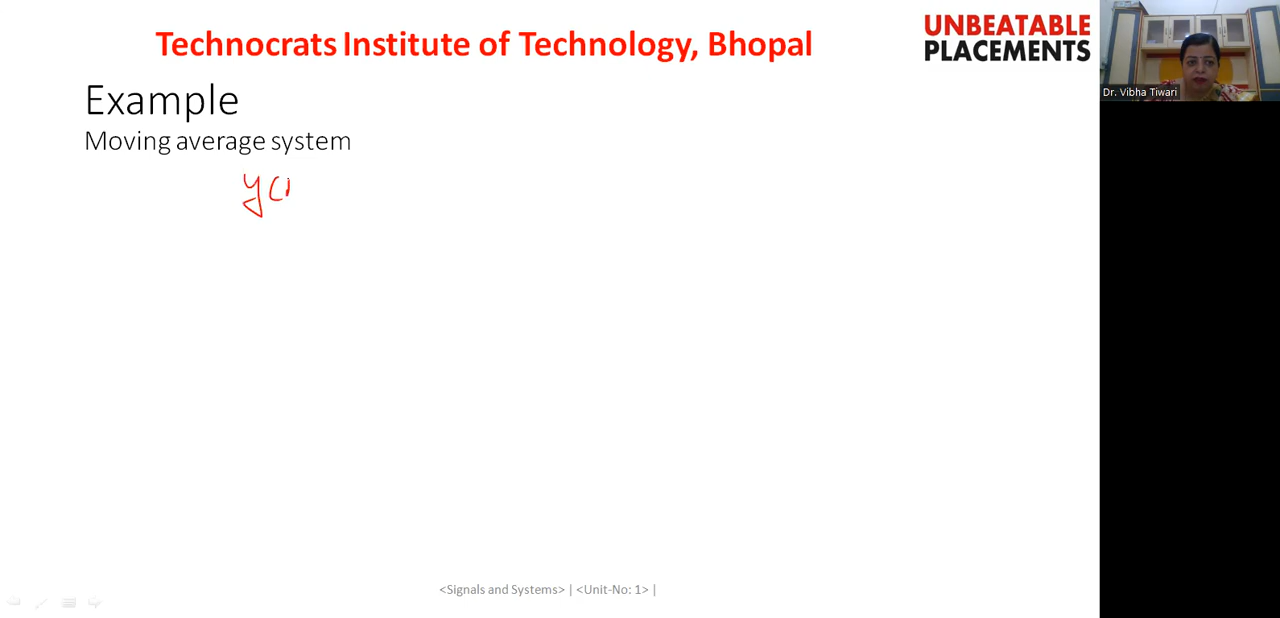 Technocrats Institute of Technology, Bhopal
UNBEATABLE
PLACEMENTS
Dr. Vibha Tiwari
Example
Moving average system
y(
<Signals and Systems> | <Unit-No: 1> |